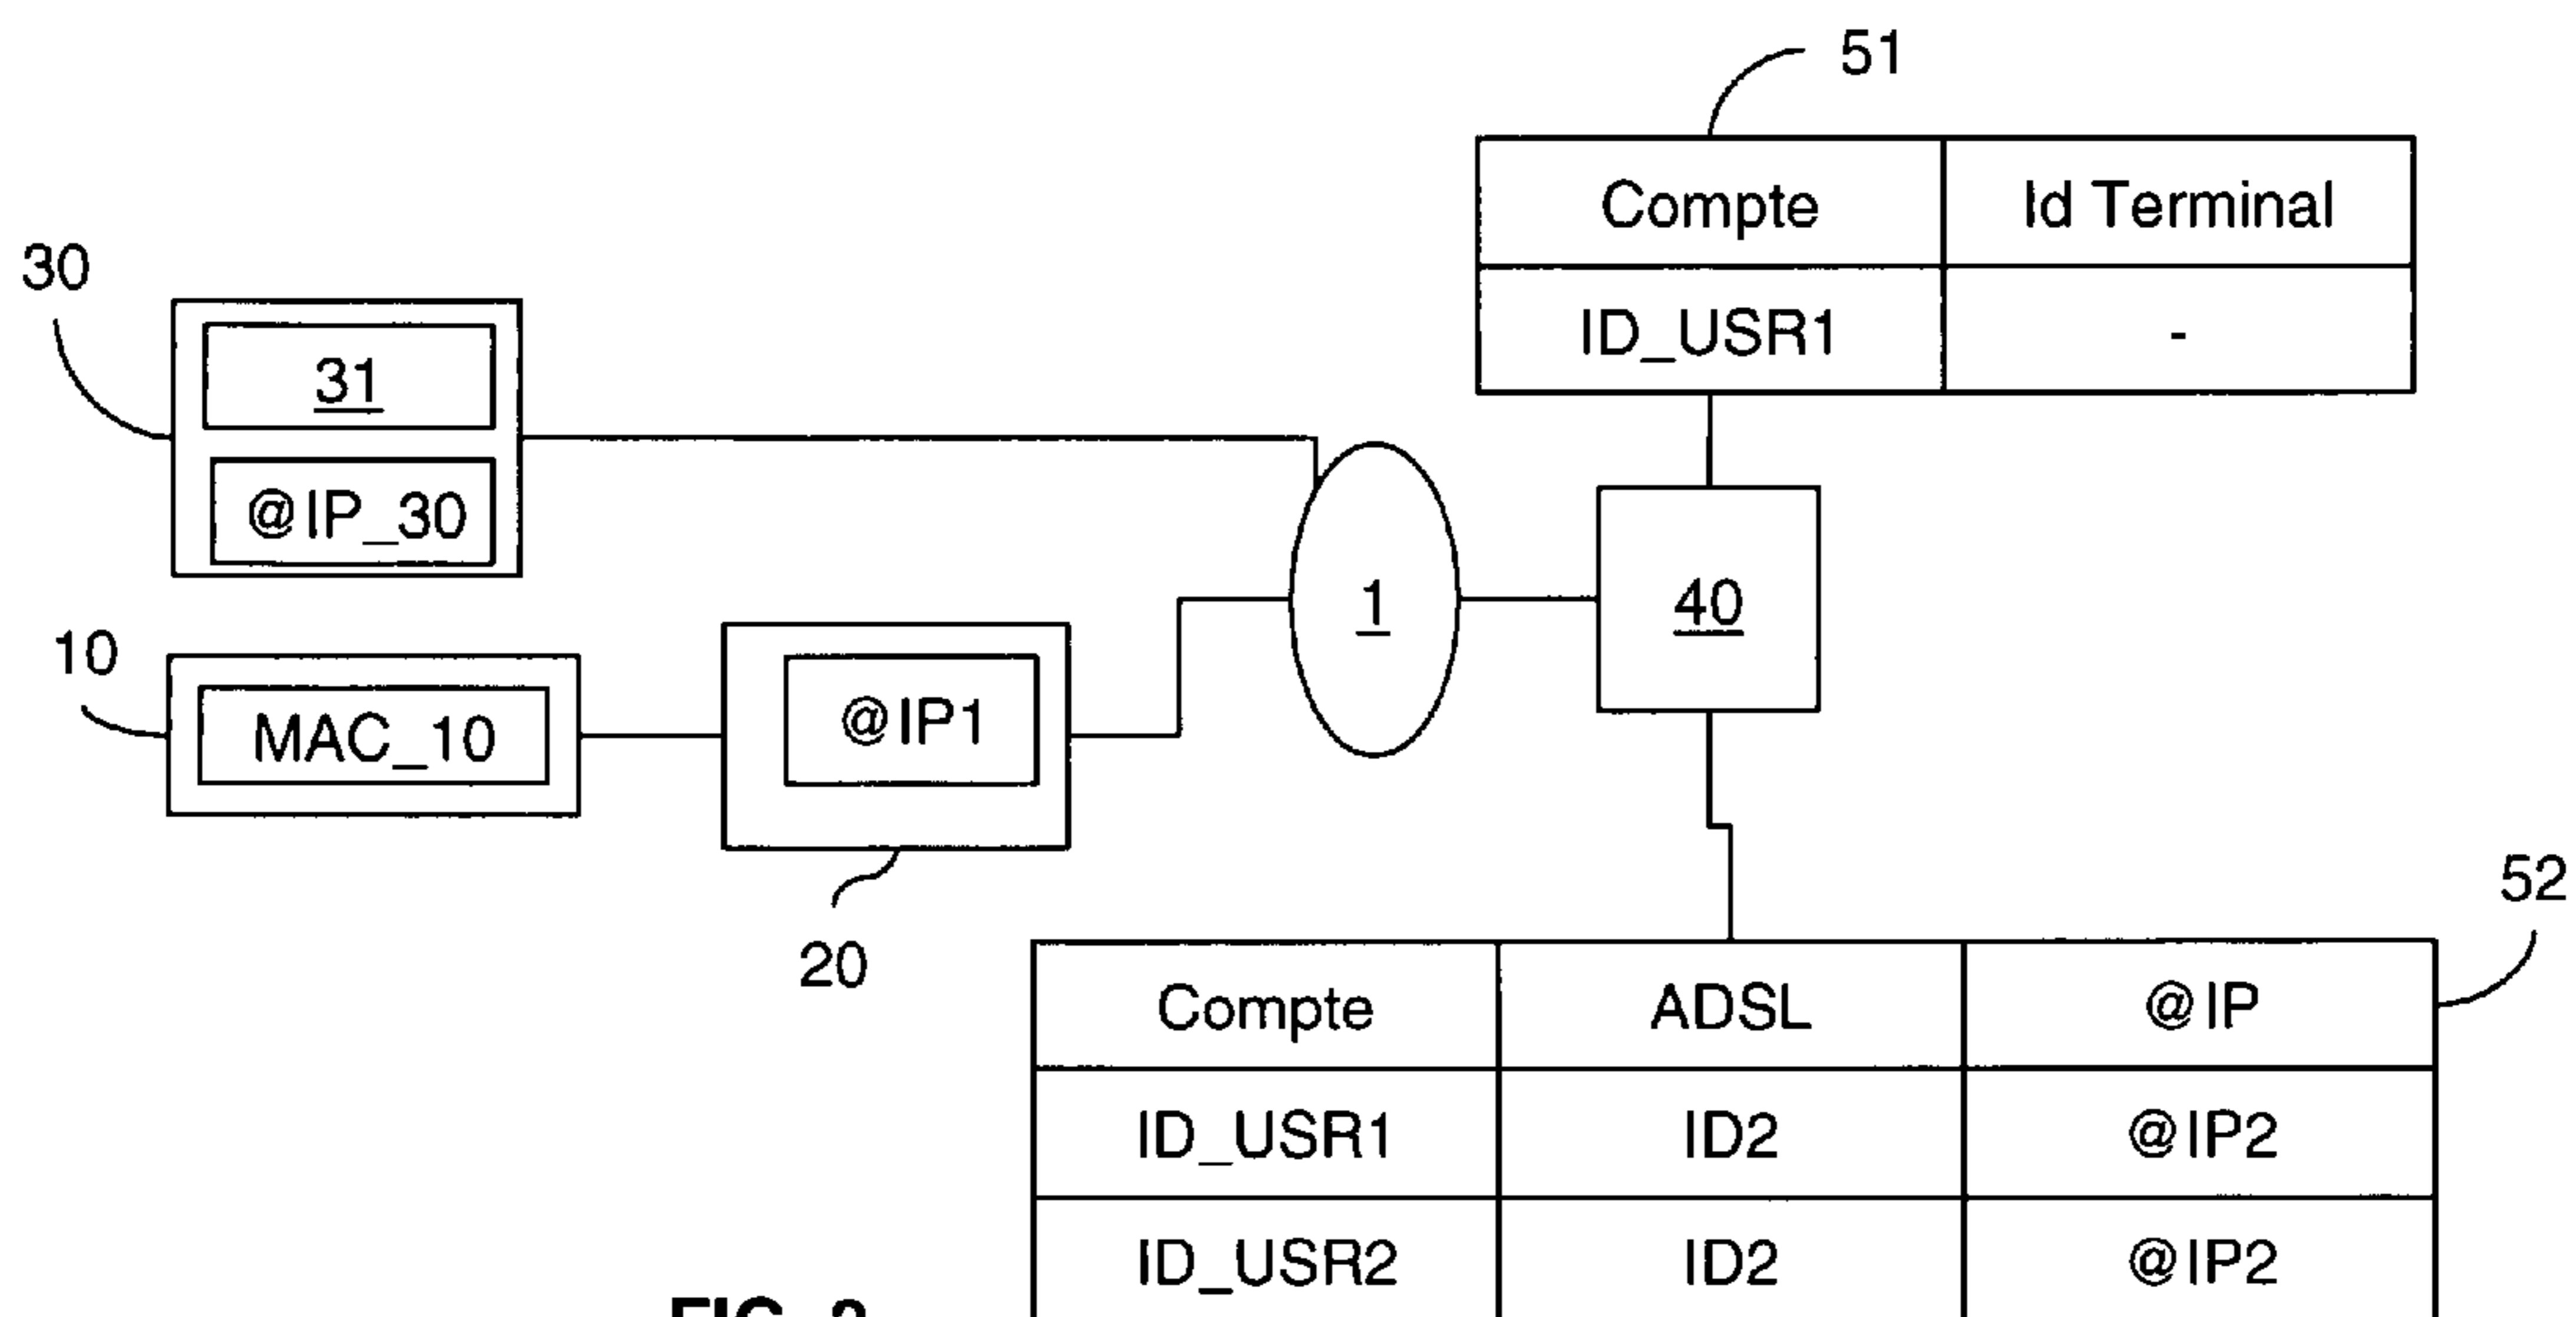 51
Compte Id Terminal
ID_USR1 -
30
31
@IP_30
10
MAC_10
@IP1
20
1
40
52
Compte ADSL @IP
ID_USR1 ID2 @IP2
ID_USR2 ID2 @IP2
FIG.